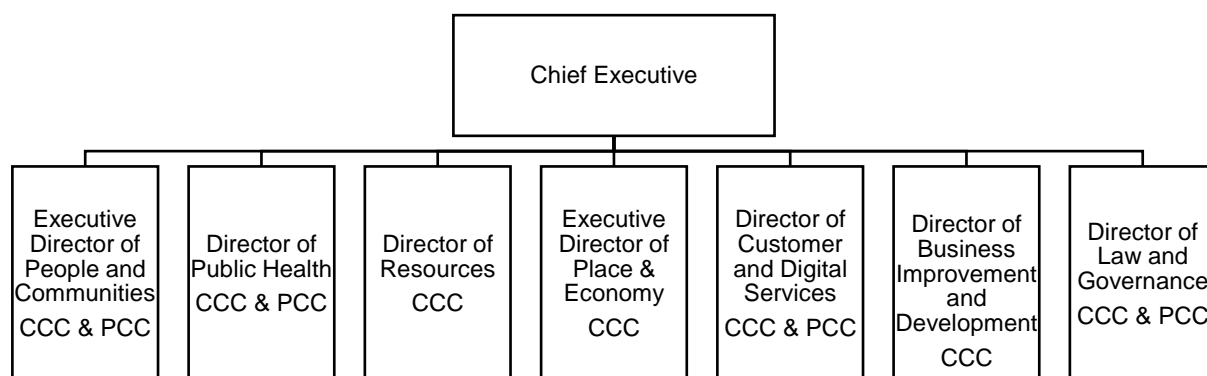 Chief Executive
Executive
Director of
People and
Communities
CCC & PCC
Director of
Public Health
CCC & PCC
Director of
Resources
CCC
Executive
Director of
Place &
Economy
CCC
Director of
Customer
and Digital
Services
CCC & PCC
Director of
Business
Improvement
and
Development
CCC
Director of
Law and
Governance
CCC & PCC